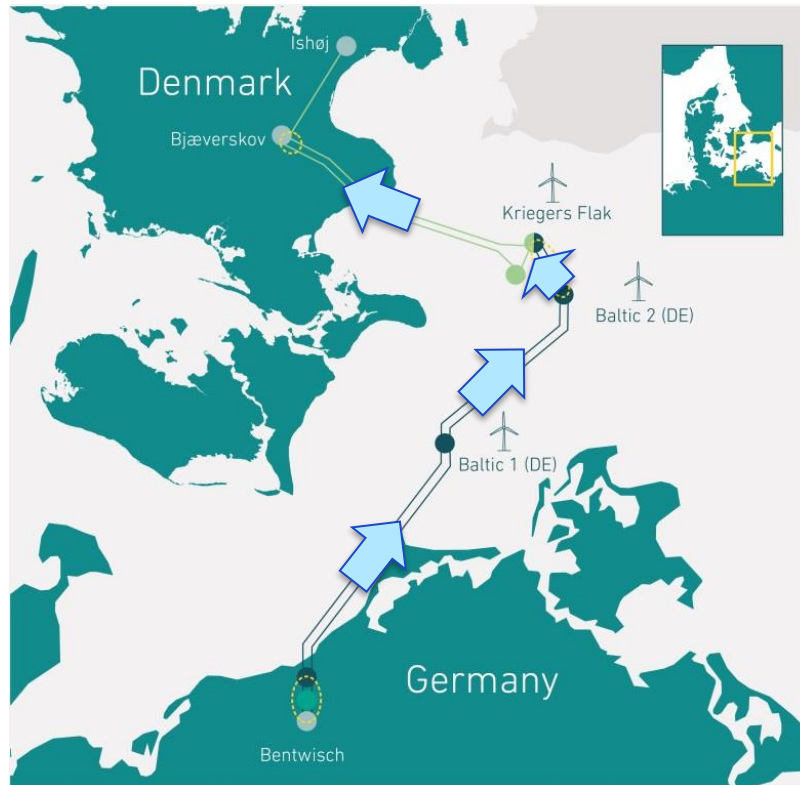 Ishøj
Denmark
Bjæverskov
Kriegers Flak
Baltic 2 (DE)
Baltic 1 (DE)
Germany
Bentwisch